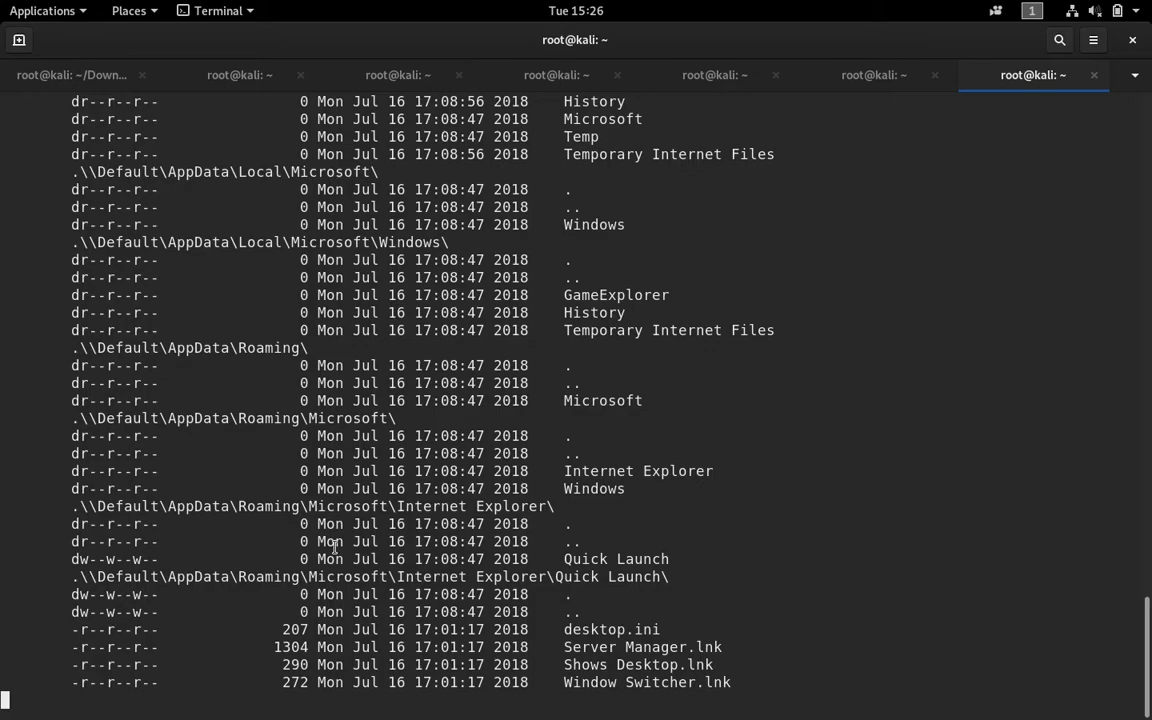 Applications Places Terminal Tue 15:26 1
root@kali: ~
root@kali: ~/Down... root@kali: ~ root@kali: ~ root@kali: ~ root@kali: ~ root@kali: ~ root@kali: ~
dr--r--r-- 0 Mon Jul 16 17:08:56 2018 History
dr--r--r-- 0 Mon Jul 16 17:08:47 2018 Microsoft
dr--r--r-- 0 Mon Jul 16 17:08:47 2018 Temp
dr--r--r-- 0 Mon Jul 16 17:08:56 2018 Temporary Internet Files
.\\Default\AppData\Local\Microsoft\
dr--r--r-- 0 Mon Jul 16 17:08:47 2018 .
dr--r--r-- 0 Mon Jul 16 17:08:47 2018 ..
dr--r--r-- 0 Mon Jul 16 17:08:47 2018 Windows
.\\Default\AppData\Local\Microsoft\Windows\
dr--r--r-- 0 Mon Jul 16 17:08:47 2018 .
dr--r--r-- 0 Mon Jul 16 17:08:47 2018 ..
dr--r--r-- 0 Mon Jul 16 17:08:47 2018 GameExplorer
dr--r--r-- 0 Mon Jul 16 17:08:47 2018 History
dr--r--r-- 0 Mon Jul 16 17:08:47 2018 Temporary Internet Files
.\\Default\AppData\Roaming\
dr--r--r-- 0 Mon Jul 16 17:08:47 2018 .
dr--r--r-- 0 Mon Jul 16 17:08:47 2018 ..
dr--r--r-- 0 Mon Jul 16 17:08:47 2018 Microsoft
.\\Default\AppData\Roaming\Microsoft\
dr--r--r-- 0 Mon Jul 16 17:08:47 2018 .
dr--r--r-- 0 Mon Jul 16 17:08:47 2018 ..
dr--r--r-- 0 Mon Jul 16 17:08:47 2018 Internet Explorer
dr--r--r-- 0 Mon Jul 16 17:08:47 2018 Windows
.\\Default\AppData\Roaming\Microsoft\Internet Explorer\
dr--r--r-- 0 Mon Jul 16 17:08:47 2018 .
dr--r--r-- 0 Mon Jul 16 17:08:47 2018 ..
dw--w--w-- 0 Mon Jul 16 17:08:47 2018 Quick Launch
.\\Default\AppData\Roaming\Microsoft\Internet Explorer\Quick Launch\
dw--w--w-- 0 Mon Jul 16 17:08:47 2018 .
dw--w--w-- 0 Mon Jul 16 17:08:47 2018 ..
-r--r--r-- 207 Mon Jul 16 17:01:17 2018 desktop.ini
-r--r--r-- 1304 Mon Jul 16 17:01:17 2018 Server Manager.lnk
-r--r--r-- 290 Mon Jul 16 17:01:17 2018 Shows Desktop.lnk
-r--r--r-- 272 Mon Jul 16 17:01:17 2018 Window Switcher.lnk